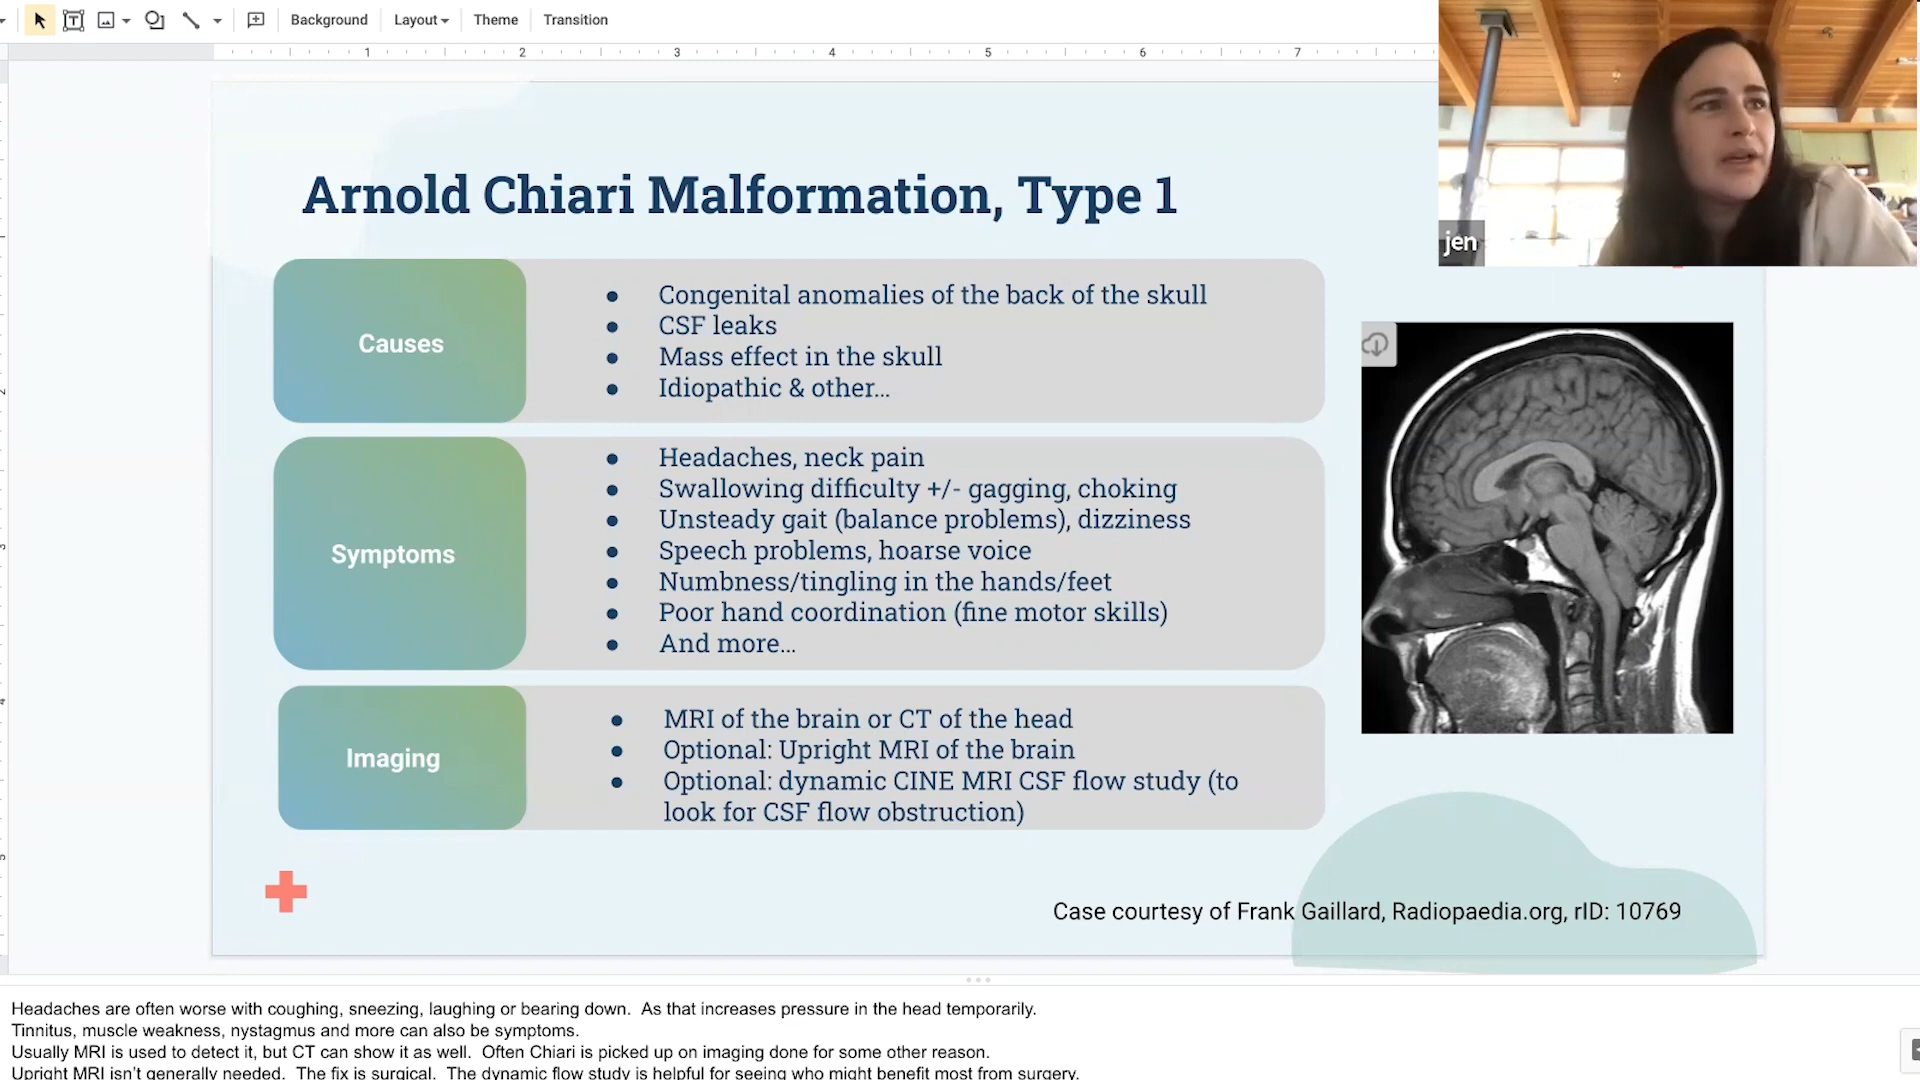 Background
Layout
Theme
Transition
1
2
3
4
5
6
7
jen
Arnold Chiari Malformation, Type 1
Causes
● Congenital anomalies of the back of the skull
● CSF leaks
● Mass effect in the skull
● Idiopathic & other...
Symptoms
● Headaches, neck pain
● Swallowing difficulty +/- gagging, choking
● Unsteady gait (balance problems), dizziness
● Speech problems, hoarse voice
● Numbness/tingling in the hands/feet
● Poor hand coordination (fine motor skills)
● And more...
Imaging
● MRI of the brain or CT of the head
● Optional: Upright MRI of the brain
● Optional: dynamic CINE MRI CSF flow study (to
look for CSF flow obstruction)
Case courtesy of Frank Gaillard, Radiopaedia.org, rID: 10769
Headaches are often worse with coughing, sneezing, laughing or bearing down.  As that increases pressure in the head temporarily.
Tinnitus, muscle weakness, nystagmus and more can also be symptoms.
Usually MRI is used to detect it, but CT can show it as well.  Often Chiari is picked up on imaging done for some other reason.
Upright MRI isn't generally needed.  The fix is surgical.  The dynamic flow study is helpful for seeing who might benefit most from surgery.